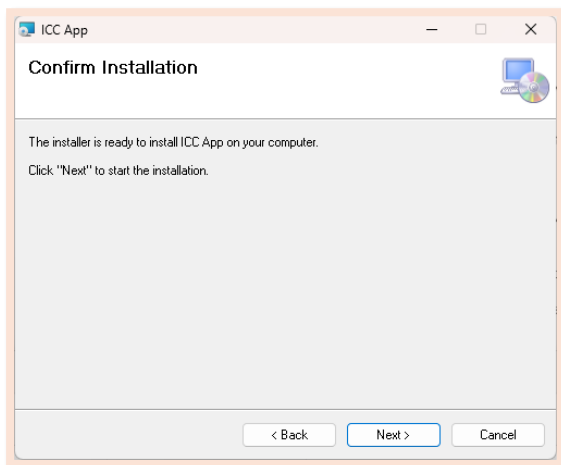 ICC App
Confirm Installation
The installer is ready to install ICC App on your computer.
Click "Next" to start the installation.
< Back
Next >
Cancel